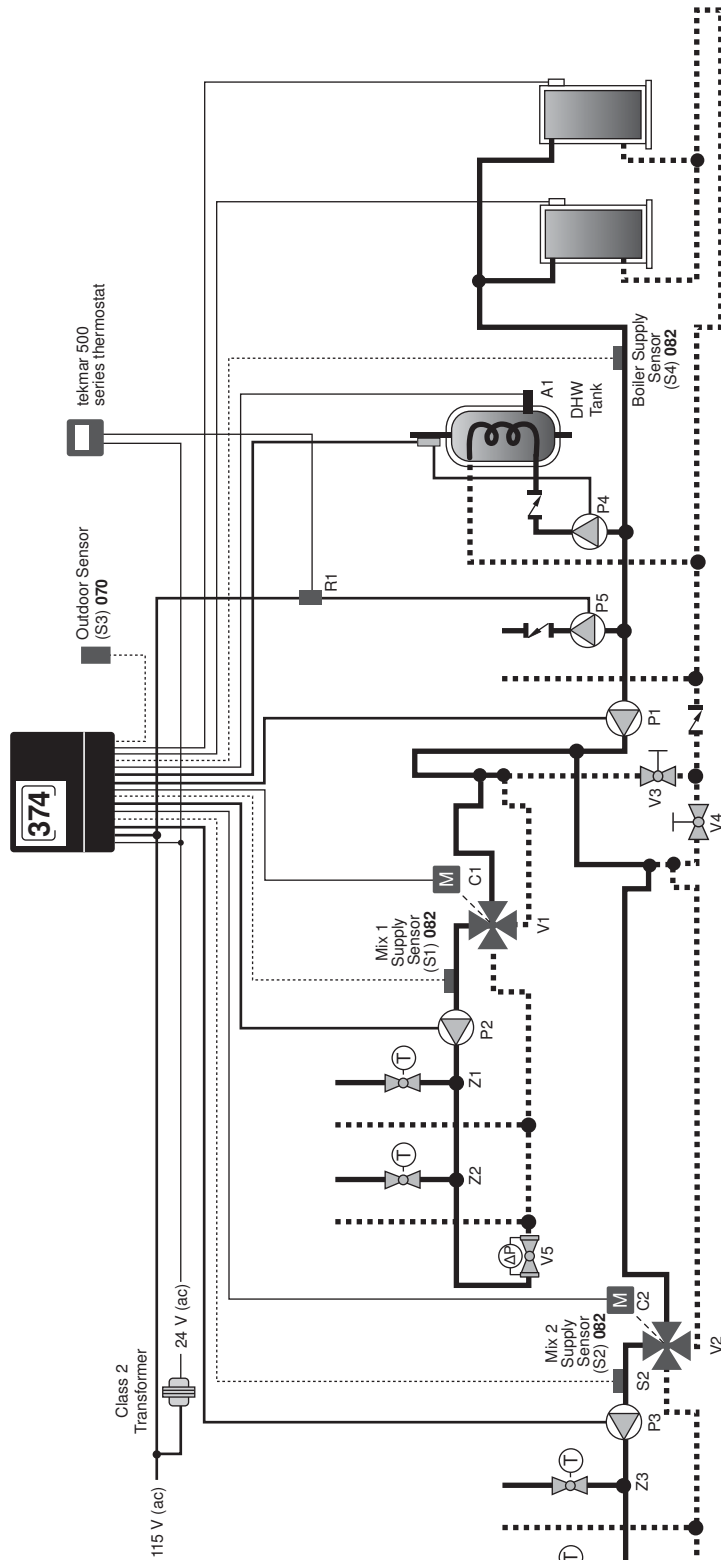 115 V (ac)
Class 2
Transformer
24 V (ac)
374
Outdoor Sensor
(S3) 070
tekmar 500
series thermostat
R1
Mix 1
Supply
Sensor
(S1) 082
M
C1
V1
P2
T
Z1
T
Z2
ΔP
V5
Mix 2
Supply
Sensor
(S2) 082
M
C2
S2
V2
P3
T
Z3
T
P1
V3
V4
P5
P4
A1
DHW
Tank
Boiler Supply
Sensor
(S4) 082